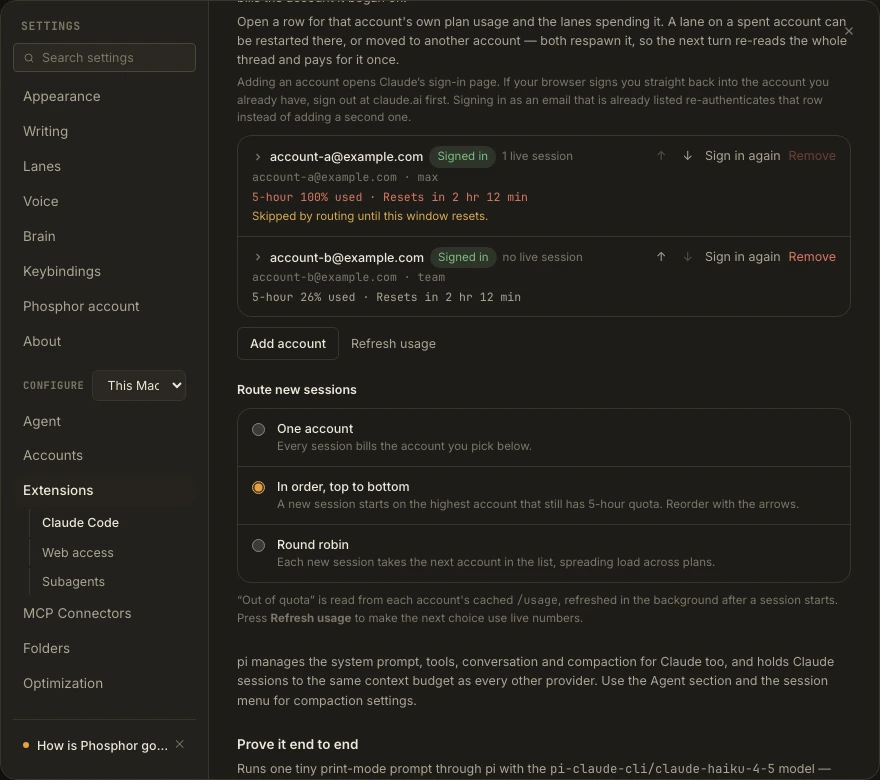 SETTINGS
Search settings
Appearance
Writing
Lanes
Voice
Brain
Keybindings
Phosphor account
About
CONFIGURE This Mac
Agent
Accounts
Extensions
Claude Code
Web access
Subagents
MCP Connectors
Folders
Optimization
How is Phosphor go...
Open a row for that account's own plan usage and the lanes spending it. A lane on a spent account can
be restarted there, or moved to another account — both respawn it, so the next turn re-reads the whole
thread and pays for it once.
Adding an account opens Claude's sign-in page. If your browser signs you straight back into the account you
already have, sign out at claude.ai first. Signing in as an email that is already listed re-authenticates that row
instead of adding a second one.
account-a@example.com Signed in 1 live session ↑ ↓ Sign in again Remove
account-a@example.com · max
5-hour 100% used · Resets in 2 hr 12 min
Skipped by routing until this window resets.
account-b@example.com Signed in no live session ↑ ↓ Sign in again Remove
account-b@example.com · team
5-hour 26% used · Resets in 2 hr 12 min
Add account Refresh usage
Route new sessions
One account
Every session bills the account you pick below.
In order, top to bottom
A new session starts on the highest account that still has 5-hour quota. Reorder with the arrows.
Round robin
Each new session takes the next account in the list, spreading load across plans.
“Out of quota” is read from each account's cached /usage, refreshed in the background after a session starts.
Press Refresh usage to make the next choice use live numbers.
pi manages the system prompt, tools, conversation and compaction for Claude too, and holds Claude
sessions to the same context budget as every other provider. Use the Agent section and the session
menu for compaction settings.
Prove it end to end
Runs one tiny print-mode prompt through pi with the pi-claude-cli/claude-haiku-4-5 model —